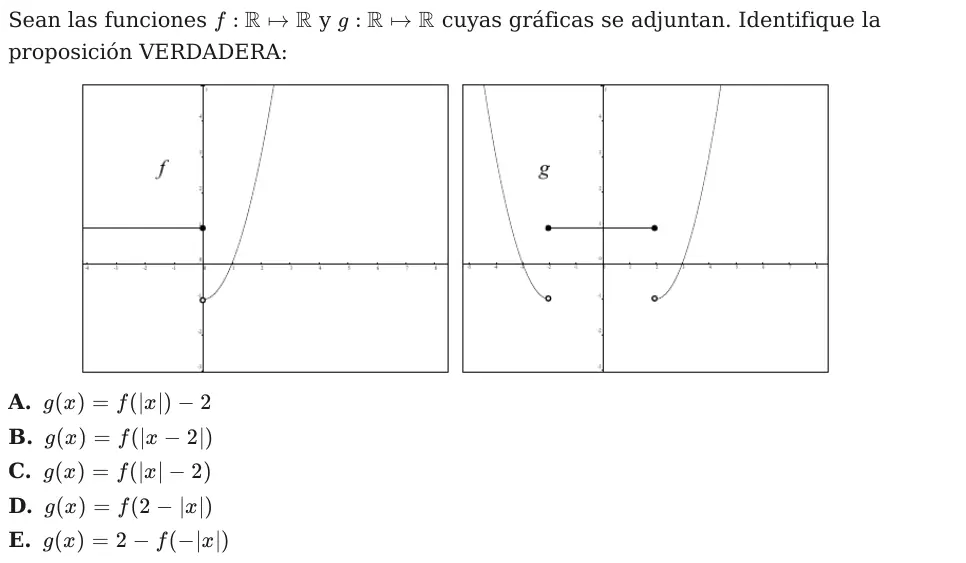 Sean las funciones f : ℝ ↦ ℝ y g : ℝ ↦ ℝ cuyas gráficas se adjuntan. Identifique la
proposición VERDADERA:
f
g
A. g(x) = f(|x|) − 2
B. g(x) = f(|x − 2|)
C. g(x) = f(|x| − 2)
D. g(x) = f(2 − |x|)
E. g(x) = 2 − f(−|x|)